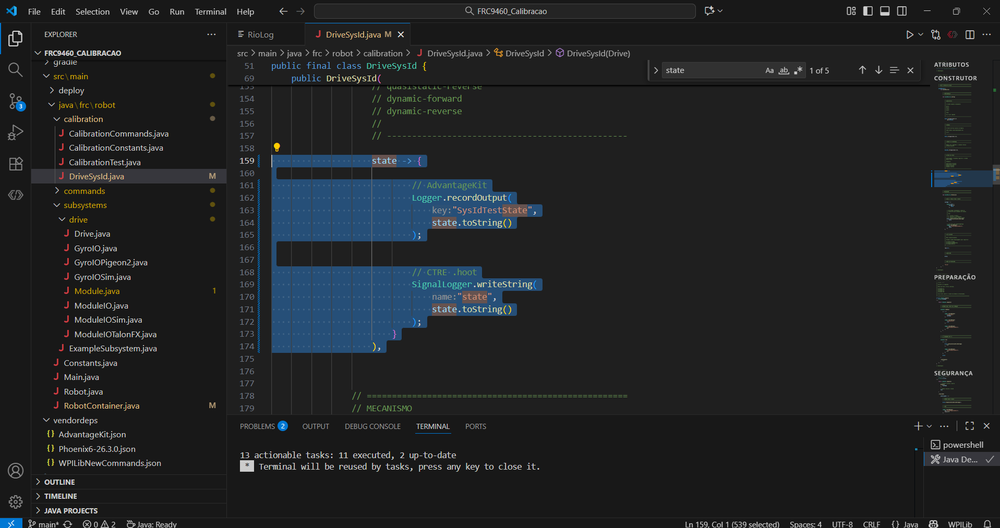 File Edit Selection View Go Run Terminal Help
FRC9460_Calibracao
EXPLORER
FRC9460_CALIBRACAO
gradle
src\main
deploy
java\frc\robot
calibration
CalibrationCommands.java
CalibrationConstants.java
CalibrationTest.java
DriveSysId.java M
commands
subsystems
drive
Drive.java
GyroIO.java
GyroIOPigeon2.java
GyroIOSim.java
Module.java 1
ModuleIO.java
ModuleIOSim.java
ModuleIOTalonFX.java
ExampleSubsystem.java
Constants.java
Main.java
Robot.java
RobotContainer.java M
vendordeps
{} AdvantageKit.json
{} Phoenix6-26.3.0.json
{} WPILibNewCommands.json
OUTLINE
TIMELINE
JAVA PROJECTS
3
RioLog
DriveSysId.java M
src > main > java > frc > robot > calibration > DriveSysId.java > DriveSysId > DriveSysId(Drive)
state Aa ab 1 of 5
51 public final class DriveSysId {
69 public DriveSysId(
153 // quasistatic-reverse
154 // dynamic-forward
155 // dynamic-reverse
156 //
157 // ------------------------------------------------
158
159 state -> {
160
161 // AdvantageKit
162 Logger.recordOutput(
163 key:"SysIdTestState",
164 state.toString()
165 );
166
167
168 // CTRE .hoot
169 SignalLogger.writeString(
170 name:"state",
171 state.toString()
172 );
173 }
174 ),
175
176
177
178 // ====================================================
179 // MECANISMO
ATRIBUTOS
CONSTRUTOR
PREPARAÇÃO
SEGURANÇA
PROBLEMS 2 OUTPUT DEBUG CONSOLE TERMINAL PORTS
13 actionable tasks: 11 executed, 2 up-to-date
* Terminal will be reused by tasks, press any key to close it.
powershell
Java De...
main* 0 2 Java: Ready
Ln 159, Col 1 (539 selected) Spaces: 4 UTF-8 CRLF {} Java WPILib